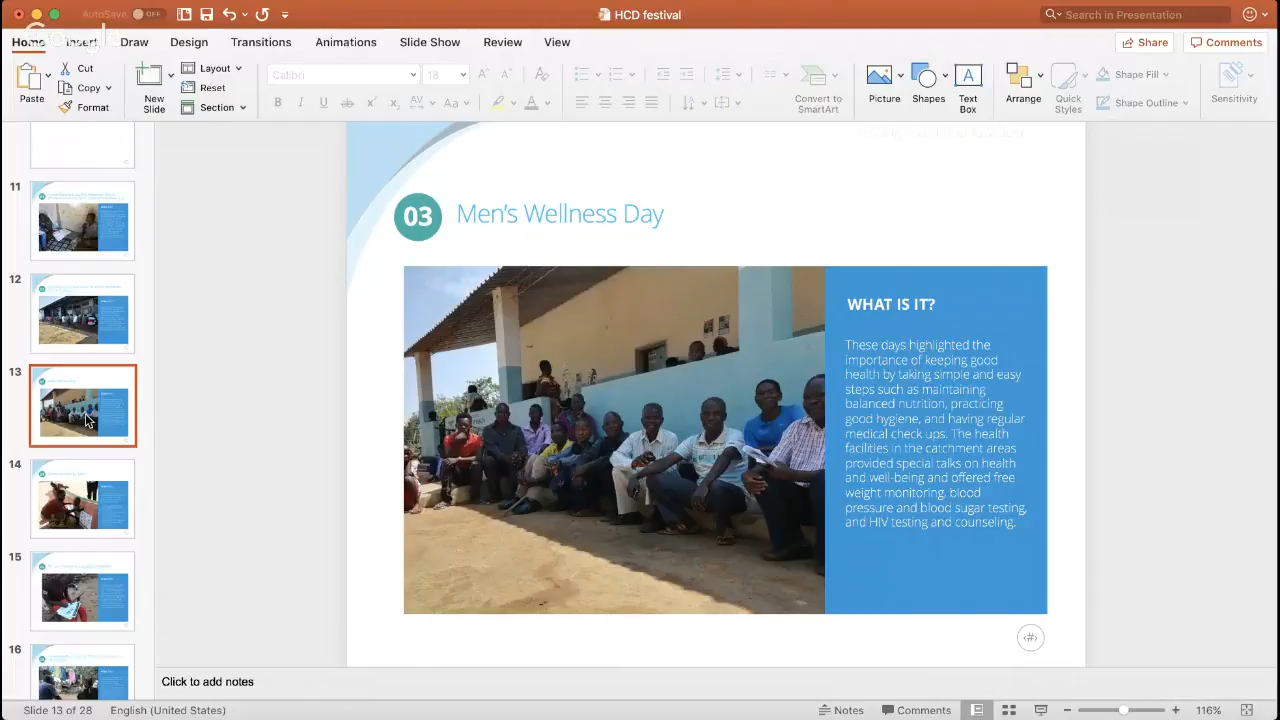 AutoSave
OFF
HCD festival
Search in Presentation
Home
Insert
Draw
Design
Transitions
Animations
Slide Show
Review
View
Share
Comments
Paste
Cut
Copy
Format
New
Slide
Layout
Reset
Section
Calibri
18
Convert to
SmartArt
Picture
Shapes
Text
Box
Arrange
Quick
Styles
Shape Fill
Shape Outline
Sensitivity
11
12
13
14
15
16
03
Men's Wellness Day
WHAT IS IT?
These days highlighted the
importance of keeping good
health by taking simple and easy
steps such as maintaining
balanced nutrition, practicing
good hygiene, and having regular
medical check ups. The health
facilities in the catchment areas
provided special talks on health
and well-being and offered free
weight monitoring, blood
pressure and blood sugar testing,
and HIV testing and counseling.
‹#›
Click to add notes
Slide 13 of 28
English (United States)
Notes
Comments
116%